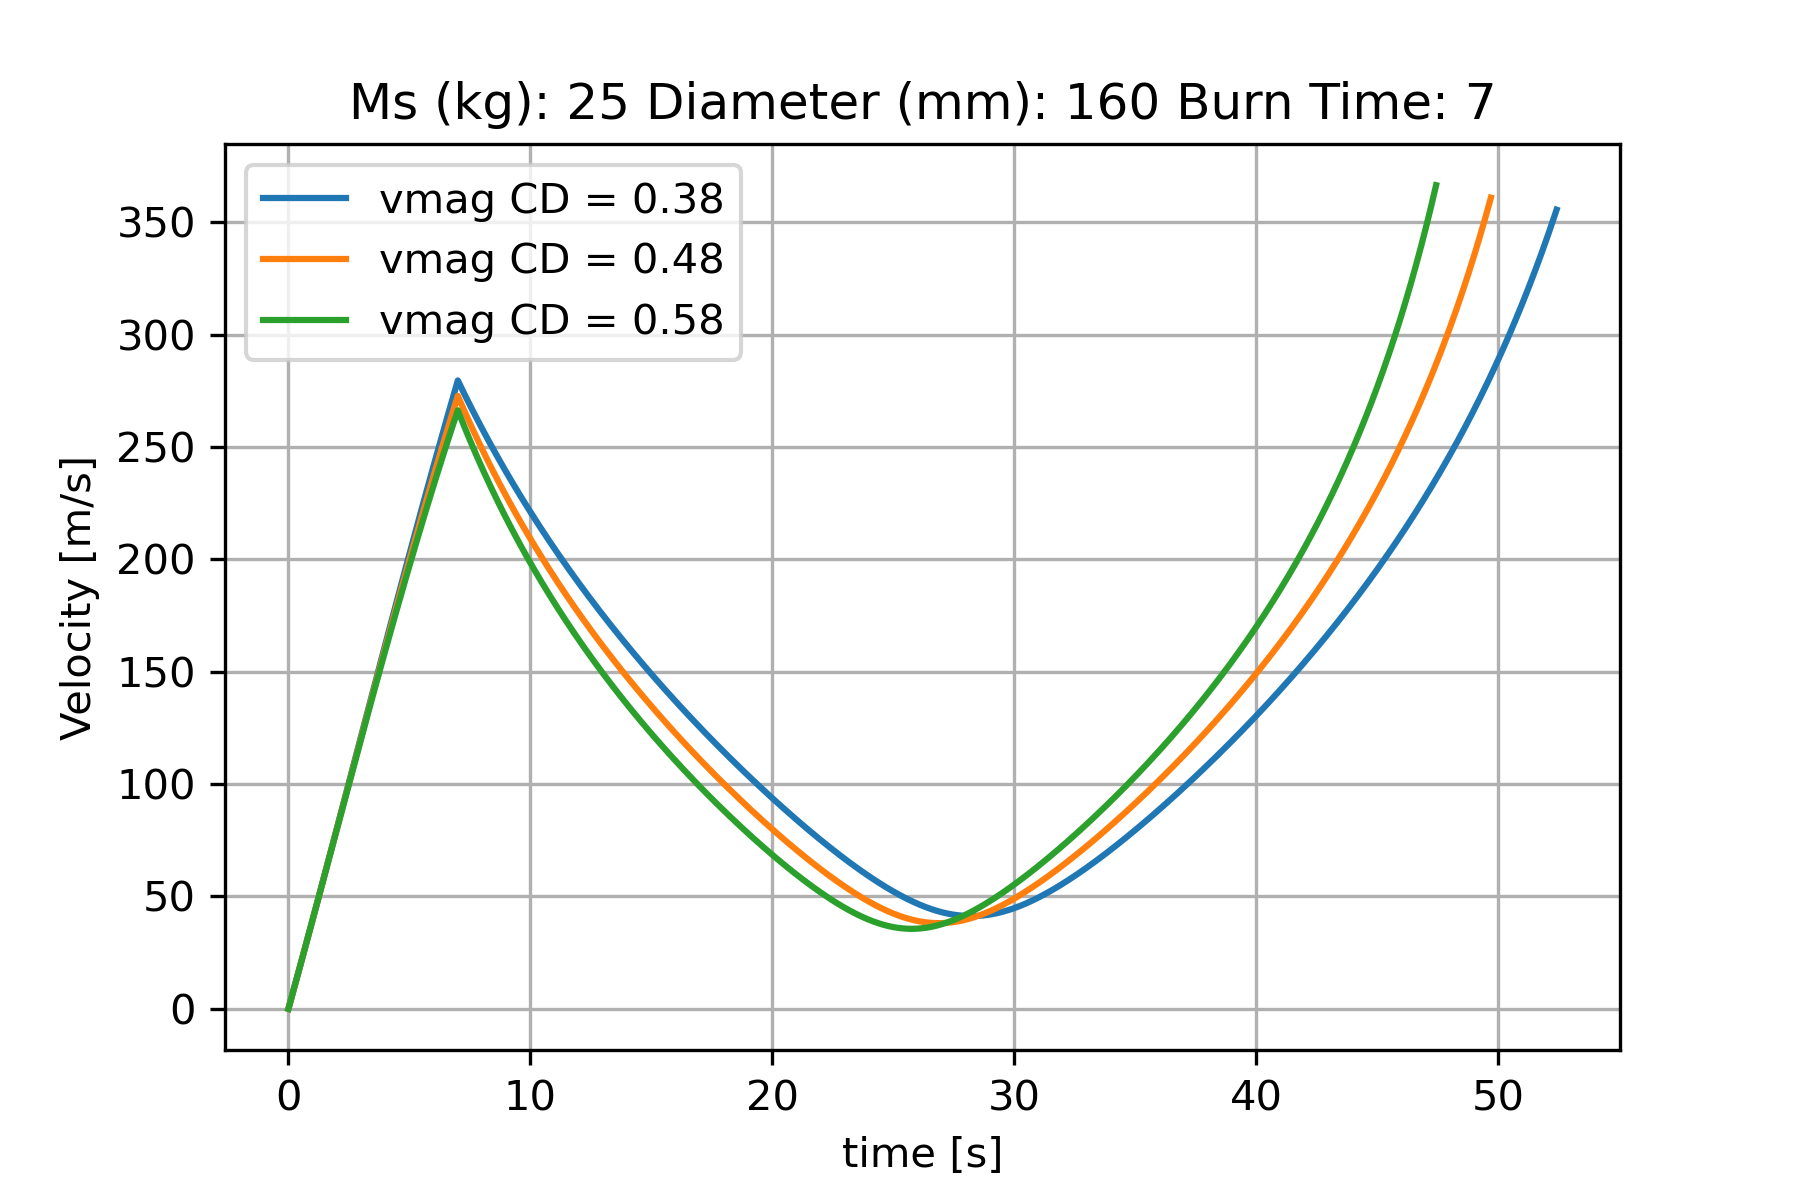 Ms (kg): 25 Diameter (mm): 160 Burn Time: 7
vmag CD = 0.38
vmag CD = 0.48
vmag CD = 0.58
350
300
250
200
150
100
50
0
Velocity [m/s]
0 10 20 30 40 50
time [s]